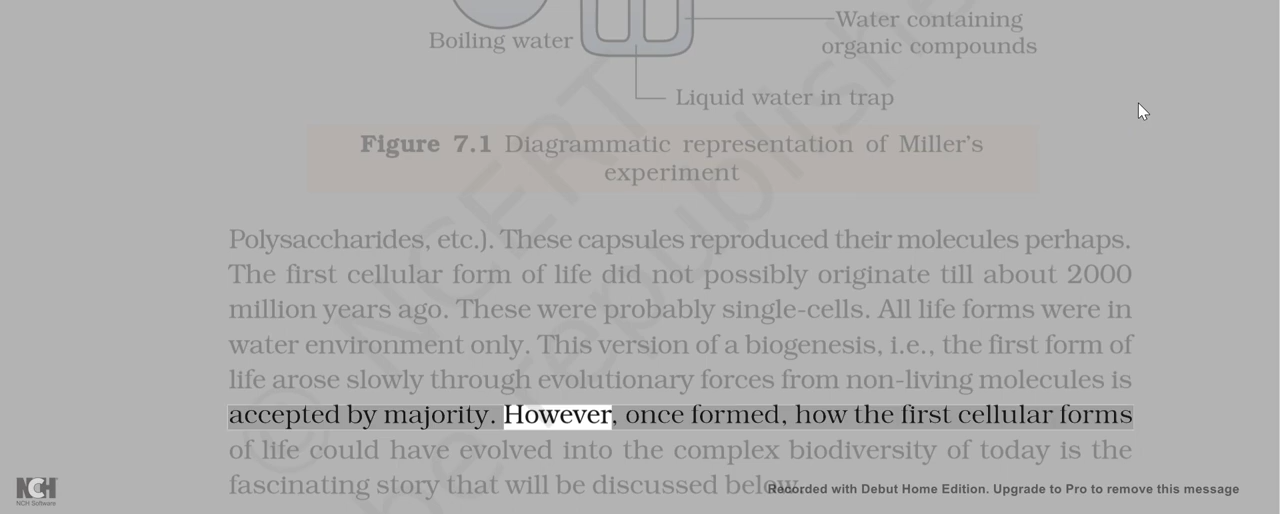 Water containing
organic compounds
Boiling water
Liquid water in trap
Figure 7.1 Diagrammatic representation of Miller's
experiment
Polysaccharides, etc.). These capsules reproduced their molecules perhaps.
The first cellular form of life did not possibly originate till about 2000
million years ago. These were probably single-cells. All life forms were in
water environment only. This version of a biogenesis, i.e., the first form of
life arose slowly through evolutionary forces from non-living molecules is
accepted by majority. However, once formed, how the first cellular forms
of life could have evolved into the complex biodiversity of today is the
fascinating story that will be discussed below.
Recorded with Debut Home Edition. Upgrade to Pro to remove this message
NCH
NCH Software
© NCERT
be republished